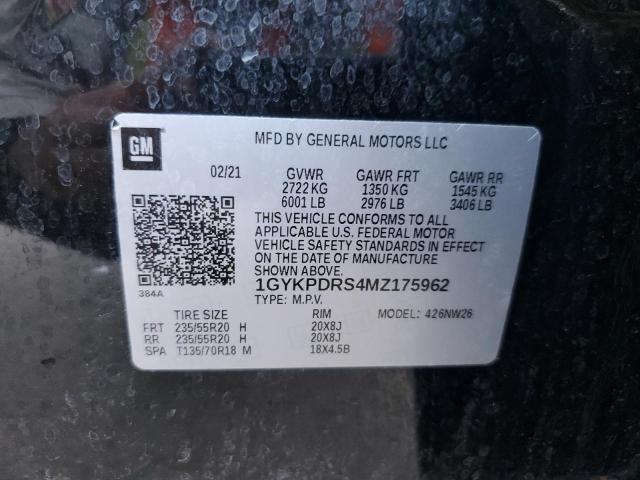 GM
MFD BY GENERAL MOTORS LLC
02/21 GVWR GAWR FRT GAWR RR
2722 KG 1350 KG 1545 KG
6001 LB 2976 LB 3406 LB
THIS VEHICLE CONFORMS TO ALL
APPLICABLE U.S. FEDERAL MOTOR
VEHICLE SAFETY STANDARDS IN EFFECT
ON THE DATE OF MANUFACTURE
SHOWN ABOVE.
384A
1GYKPDRS4MZ175962
TYPE: M.P.V.
TIRE SIZE RIM MODEL: 426NW26
FRT 235/55R20 H 20X8J
RR 235/55R20 H 20X8J
SPA T135/70R18 M 18X4.5B